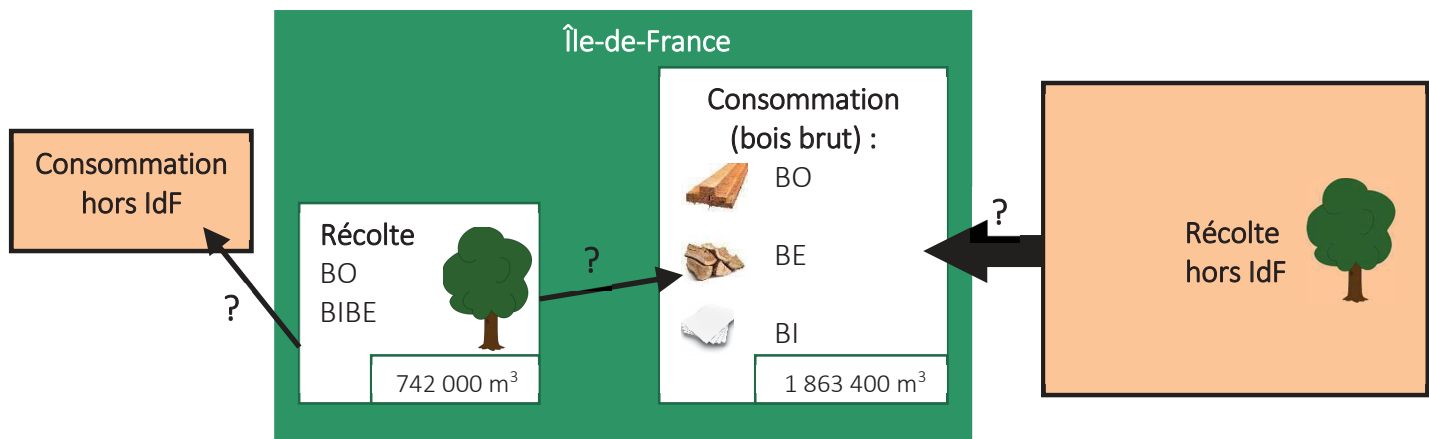 Île-de-France
Consommation
hors IdF
?
Récolte
BO
BIBE
742 000 m³
?
Consommation
(bois brut) :
BO
BE
BI
1 863 400 m³
?
Récolte
hors IdF